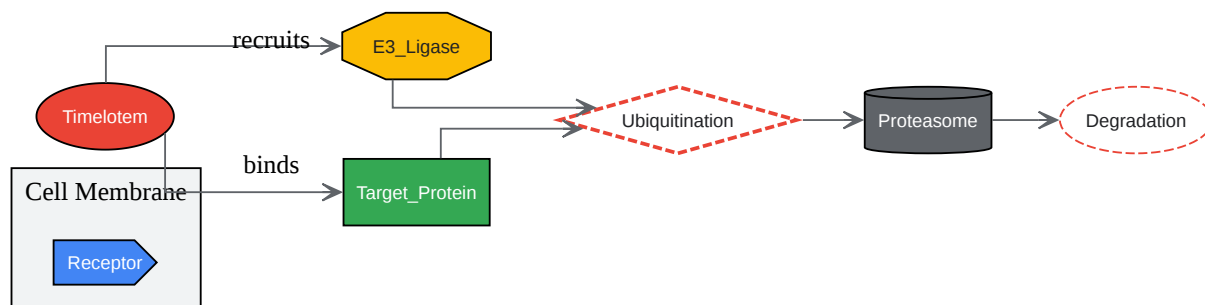 recruits
E3_Ligase
Timelotem
Ubiquitination
Proteasome
Degradation
binds
Cell Membrane
Target_Protein
Receptor